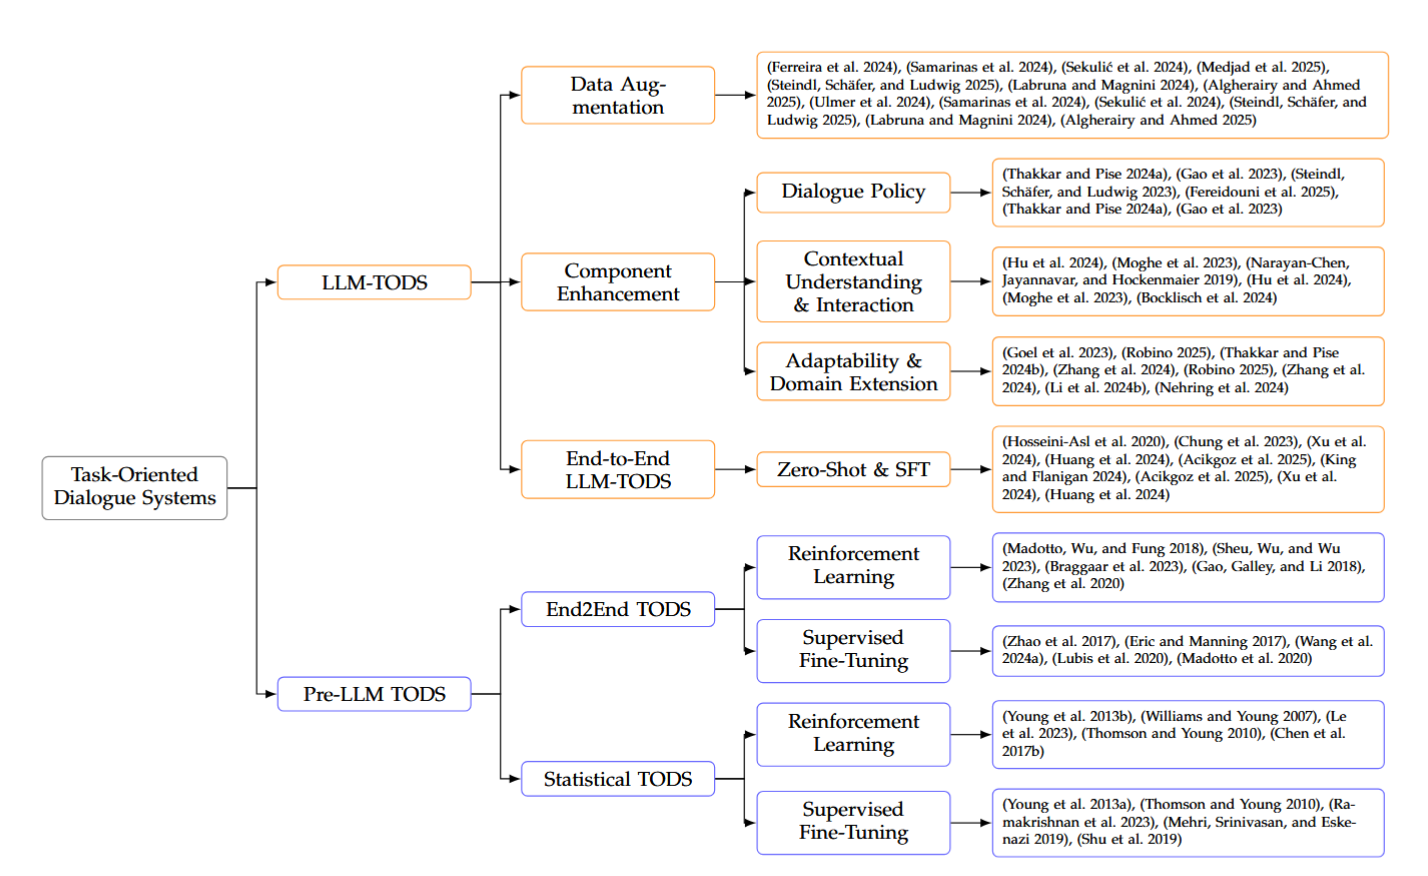 Data Aug-
mentation
(Ferreira et al. 2024), (Samarinas et al. 2024), (Sekulić et al. 2024), (Medjad et al. 2025),
(Steindl, Schäfer, and Ludwig 2025), (Labruna and Magnini 2024), (Algherairy and Ahmed
2025), (Ulmer et al. 2024), (Samarinas et al. 2024), (Sekulić et al. 2024), (Steindl, Schäfer, and
Ludwig 2025), (Labruna and Magnini 2024), (Algherairy and Ahmed 2025)
Dialogue Policy
(Thakkar and Pise 2024a), (Gao et al. 2023), (Steindl,
Schäfer, and Ludwig 2023), (Fereidouni et al. 2025),
(Thakkar and Pise 2024a), (Gao et al. 2023)
LLM-TODS
Component
Enhancement
Contextual
Understanding
& Interaction
(Hu et al. 2024), (Moghe et al. 2023), (Narayan-Chen,
Jayannavar, and Hockenmaier 2019), (Hu et al. 2024),
(Moghe et al. 2023), (Bocklisch et al. 2024)
Adaptability &
Domain Extension
(Goel et al. 2023), (Robino 2025), (Thakkar and Pise
2024b), (Zhang et al. 2024), (Robino 2025), (Zhang et al.
2024), (Li et al. 2024b), (Nehring et al. 2024)
Task-Oriented
Dialogue Systems
End-to-End
LLM-TODS
Zero-Shot & SFT
(Hosseini-Asl et al. 2020), (Chung et al. 2023), (Xu et al.
2024), (Huang et al. 2024), (Acikgoz et al. 2025), (King
and Flanigan 2024), (Acikgoz et al. 2025), (Xu et al.
2024), (Huang et al. 2024)
Reinforcement
Learning
(Madotto, Wu, and Fung 2018), (Sheu, Wu, and Wu
2023), (Braggaar et al. 2023), (Gao, Galley, and Li 2018),
(Zhang et al. 2020)
End2End TODS
Supervised
Fine-Tuning
(Zhao et al. 2017), (Eric and Manning 2017), (Wang et al.
2024a), (Lubis et al. 2020), (Madotto et al. 2020)
Pre-LLM TODS
Reinforcement
Learning
(Young et al. 2013b), (Williams and Young 2007), (Le
et al. 2023), (Thomson and Young 2010), (Chen et al.
2017b)
Statistical TODS
Supervised
Fine-Tuning
(Young et al. 2013a), (Thomson and Young 2010), (Ra-
makrishnan et al. 2023), (Mehri, Srinivasan, and Eske-
nazi 2019), (Shu et al. 2019)